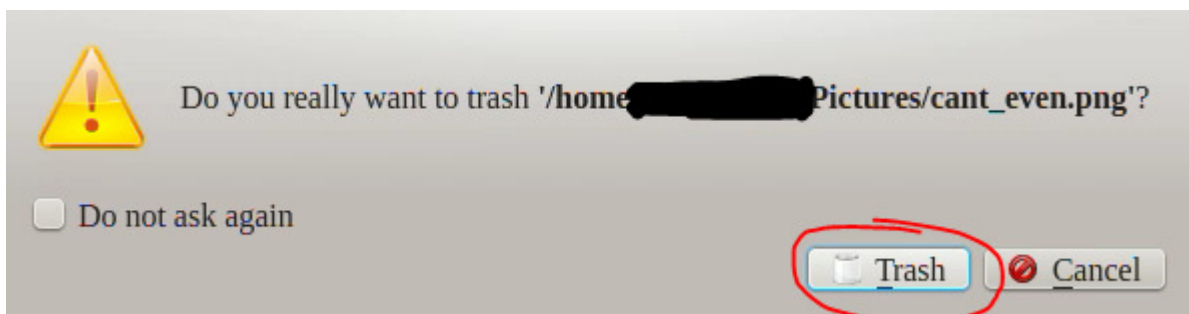 Do you really want to trash '/home Pictures/cant_even.png'?
Do not ask again
Trash Cancel